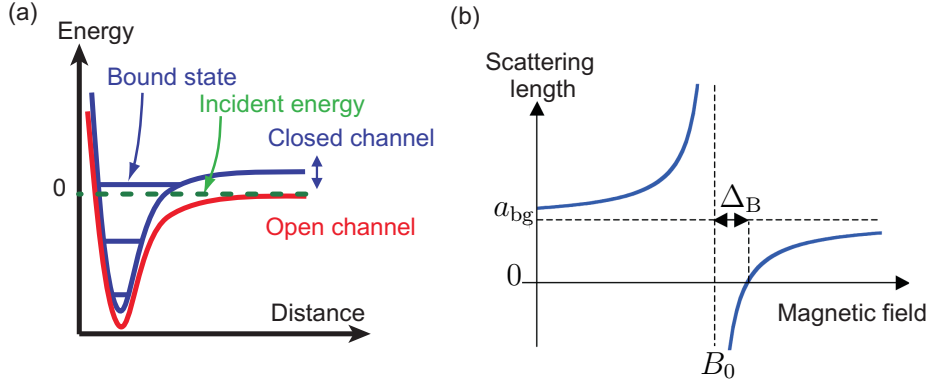 (a)
Energy
Bound state
Incident energy
Closed channel
0
Open channel
Distance
(b)
Scattering
length
a_bg
Δ_B
0
Magnetic field
B_0